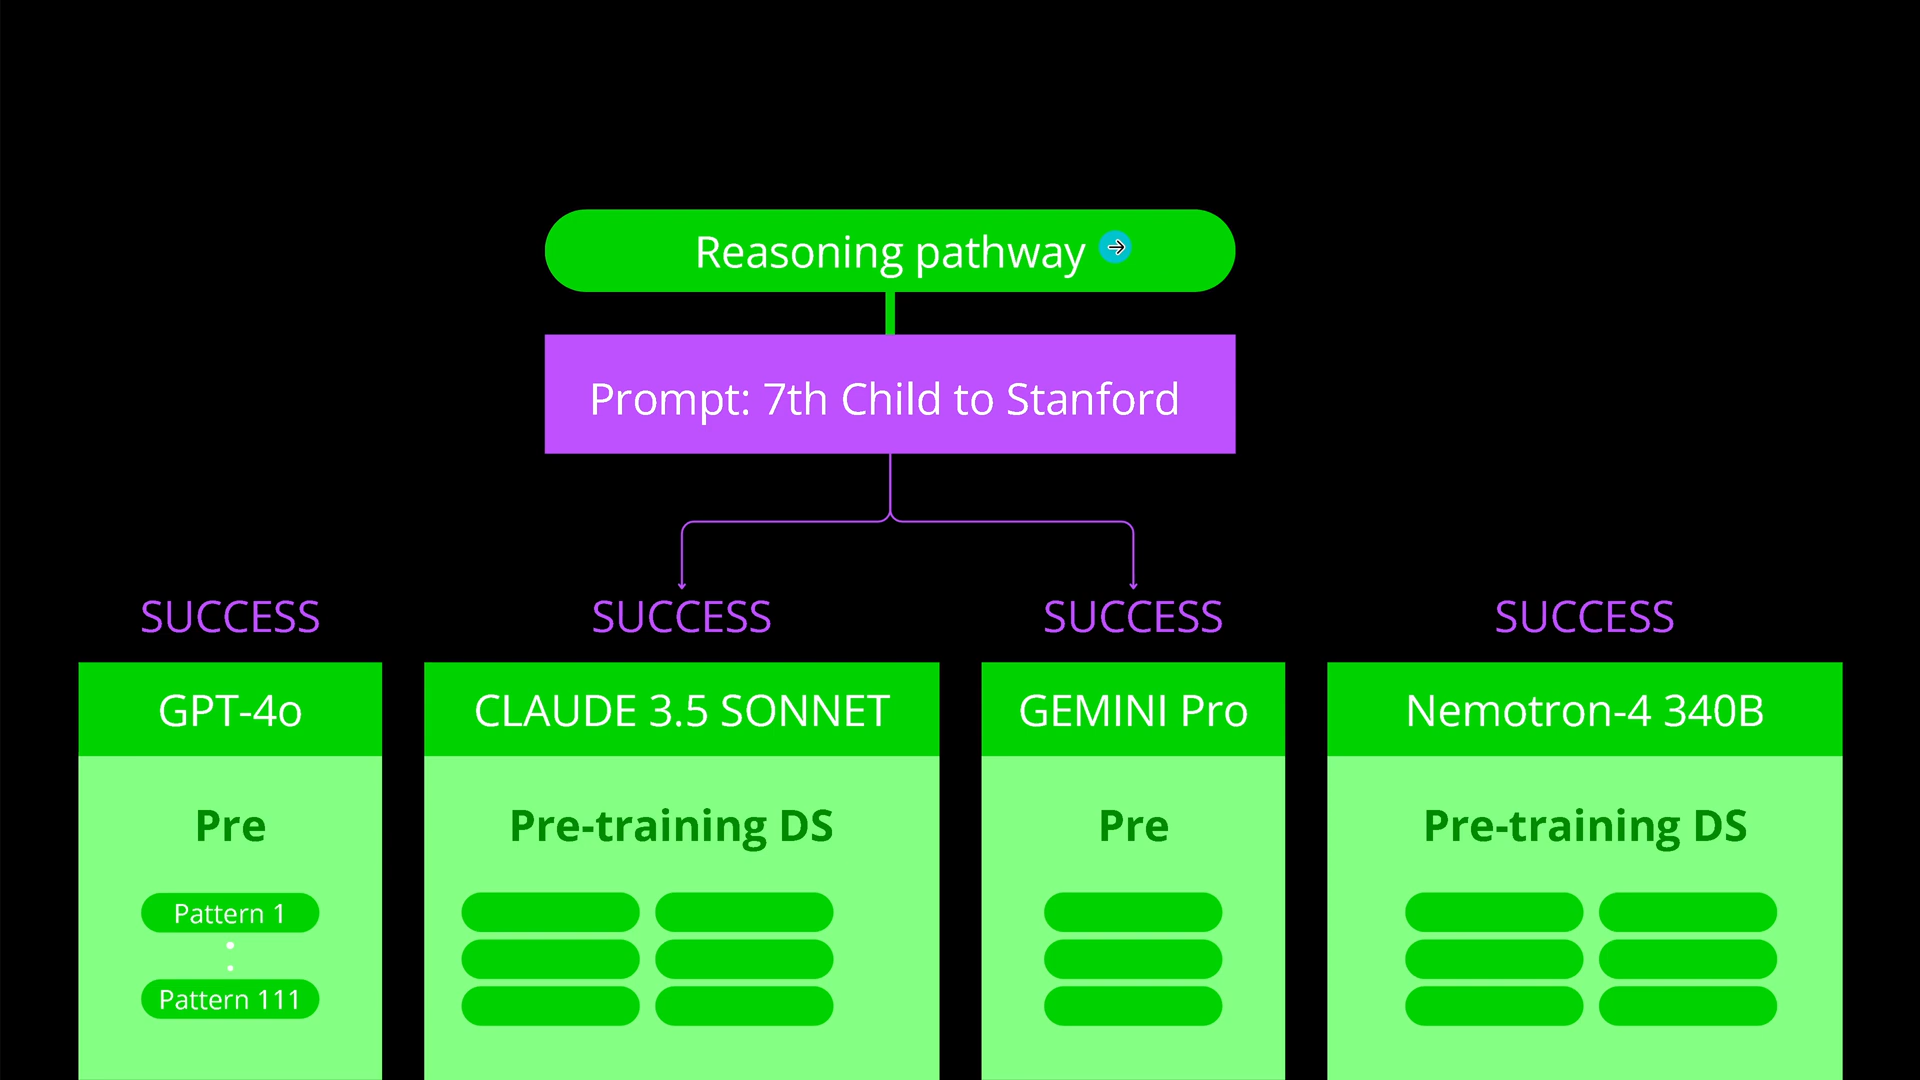 Reasoning pathway
Prompt: 7th Child to Stanford
SUCCESS
SUCCESS
SUCCESS
SUCCESS
GPT-4o
CLAUDE 3.5 SONNET
GEMINI Pro
Nemotron-4 340B
Pre
Pre-training DS
Pre
Pre-training DS
Pattern 1
Pattern 111